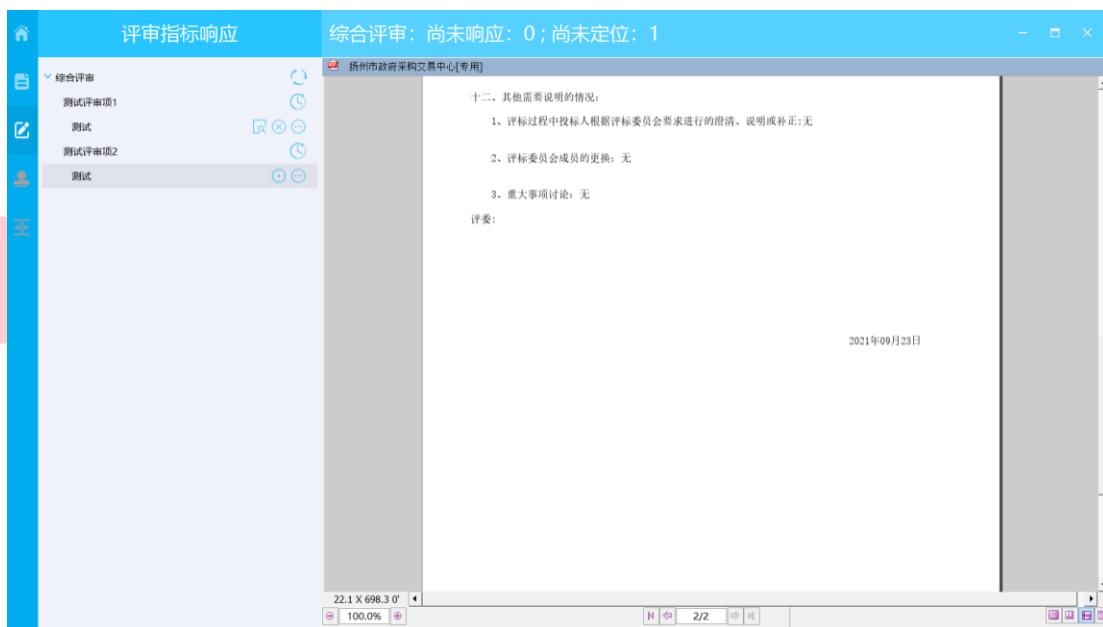 评审指标响应
综合评审：尚未响应：0 ; 尚未定位：1
综合评审
测试评审项1
测试
测试评审项2
测试
扬州市政府采购交易中心[专用]
十二、其他需要说明的情况：
1、评标过程中投标人根据评标委员会要求进行的澄清、说明或补正:无
2、评标委员会成员的更换：无
3、重大事项讨论：无
评委：
2021年09月23日
22.1 X 698.3 0'
100.0%
2/2